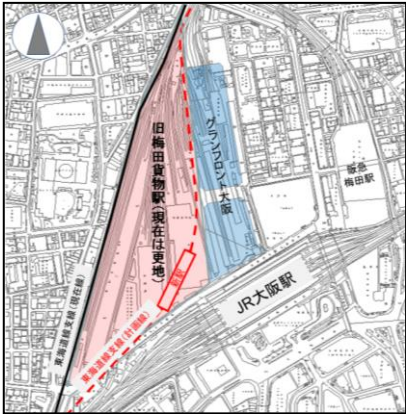 旧梅田貨物駅(現在は更地)
グランフロント大阪
阪急
梅田駅
新駅
JR大阪駅
東海道線支線(現在線)
東海道線支線(計画線)